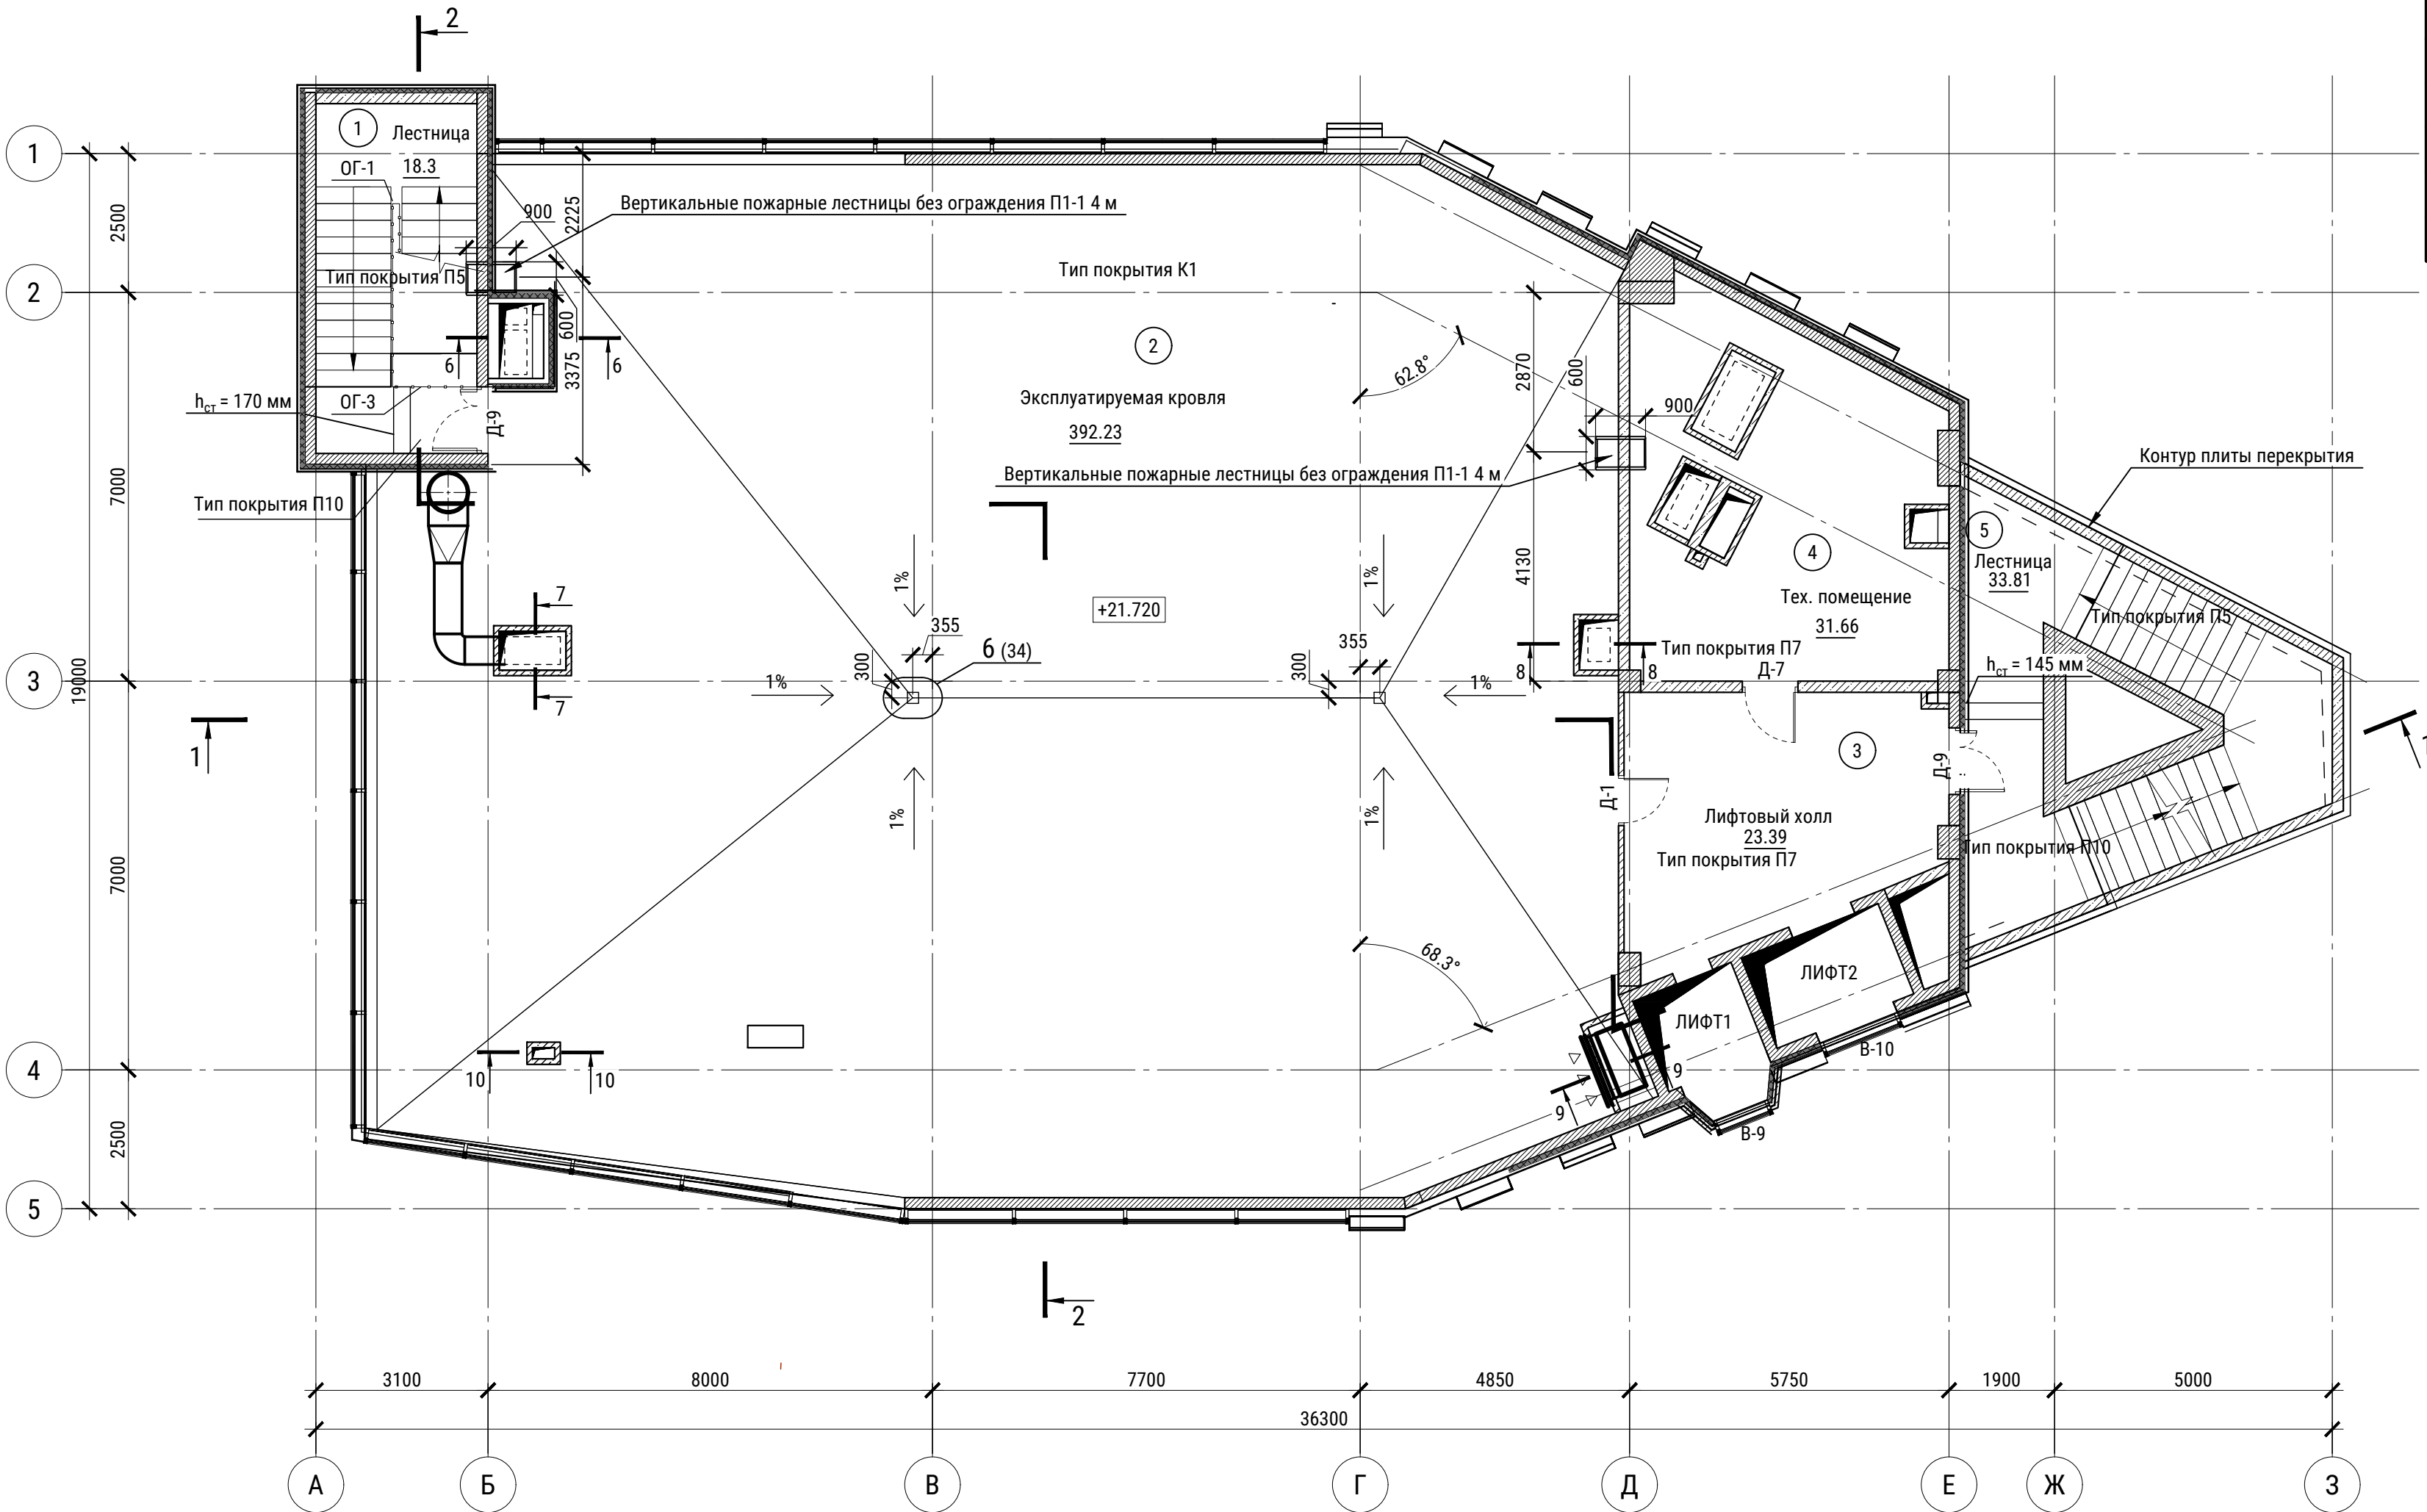 2
1
Лестница
18.3
ОГ-1
1
2500
900
2225
Вертикальные пожарные лестницы без ограждения П1-1 4 м
Тип покрытия П5
Тип покрытия К1
2
2
600
3375
6
6
62.8°
2870
600
900
hст = 170 мм
ОГ-3
Д-9
Эксплуатируемая кровля
392.23
Вертикальные пожарные лестницы без ограждения П1-1 4 м
Контур плиты перекрытия
7000
Тип покрытия П10
5
4
Лестница
33.81
4130
1%
1%
7
+21.720
Тех. помещение
31.66
Тип покрытия П5
355
355
6 (34)
Тип покрытия П7
Д-7
8
8
hст = 145 мм
3
19000
300
300
1%
1%
7
1
1
3
Д-9
Д-1
1%
1%
Лифтовый холл
23.39
Тип покрытия П7
Тип покрытия П10
7000
68.3°
ЛИФТ2
ЛИФТ1
В-10
4
10
10
9
9
В-9
2500
5
2
3100
8000
7700
4850
5750
1900
5000
36300
А
Б
В
Г
Д
Е
Ж
З